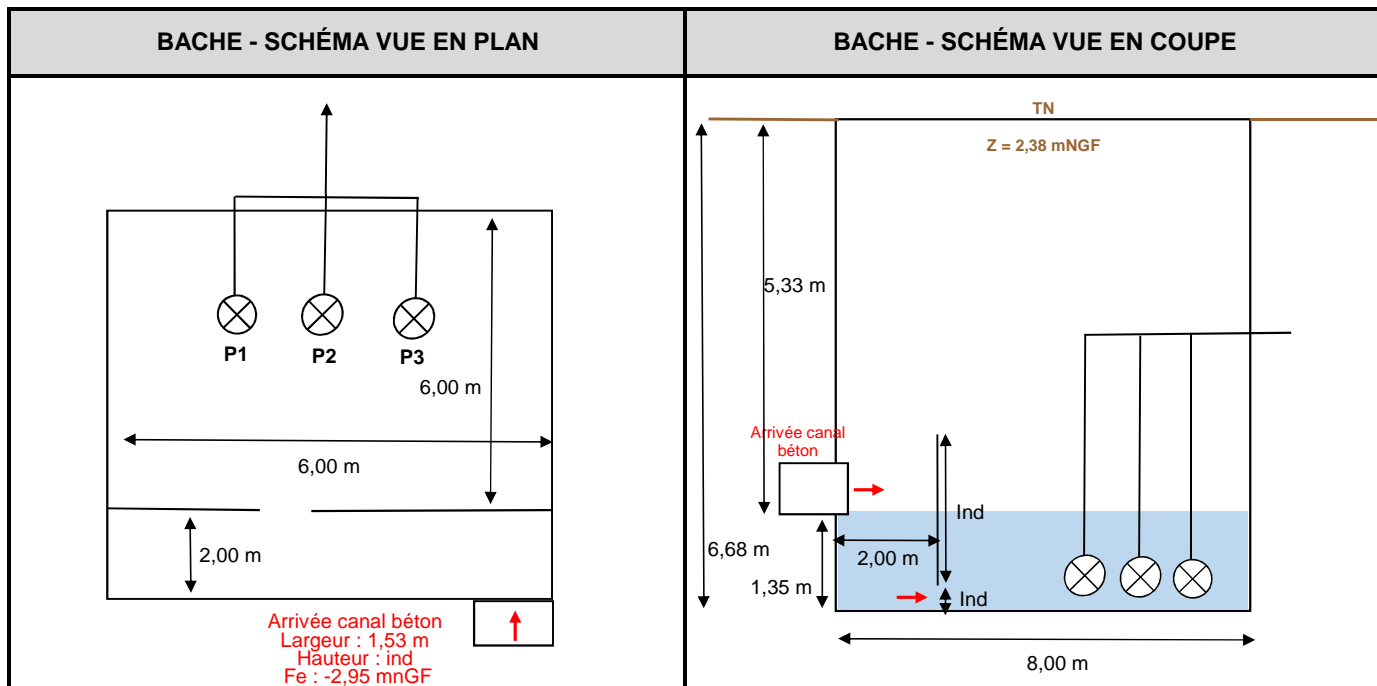 BACHE - SCHÉMA VUE EN PLAN
P1
P2
P3
6,00 m
6,00 m
2,00 m
Arrivée canal béton
Largeur : 1,53 m
Hauteur : ind
Fe : -2,95 mnGF
BACHE - SCHÉMA VUE EN COUPE
TN
Z = 2,38 mNGF
5,33 m
Arrivée canal
béton
Ind
6,68 m
2,00 m
1,35 m
Ind
8,00 m